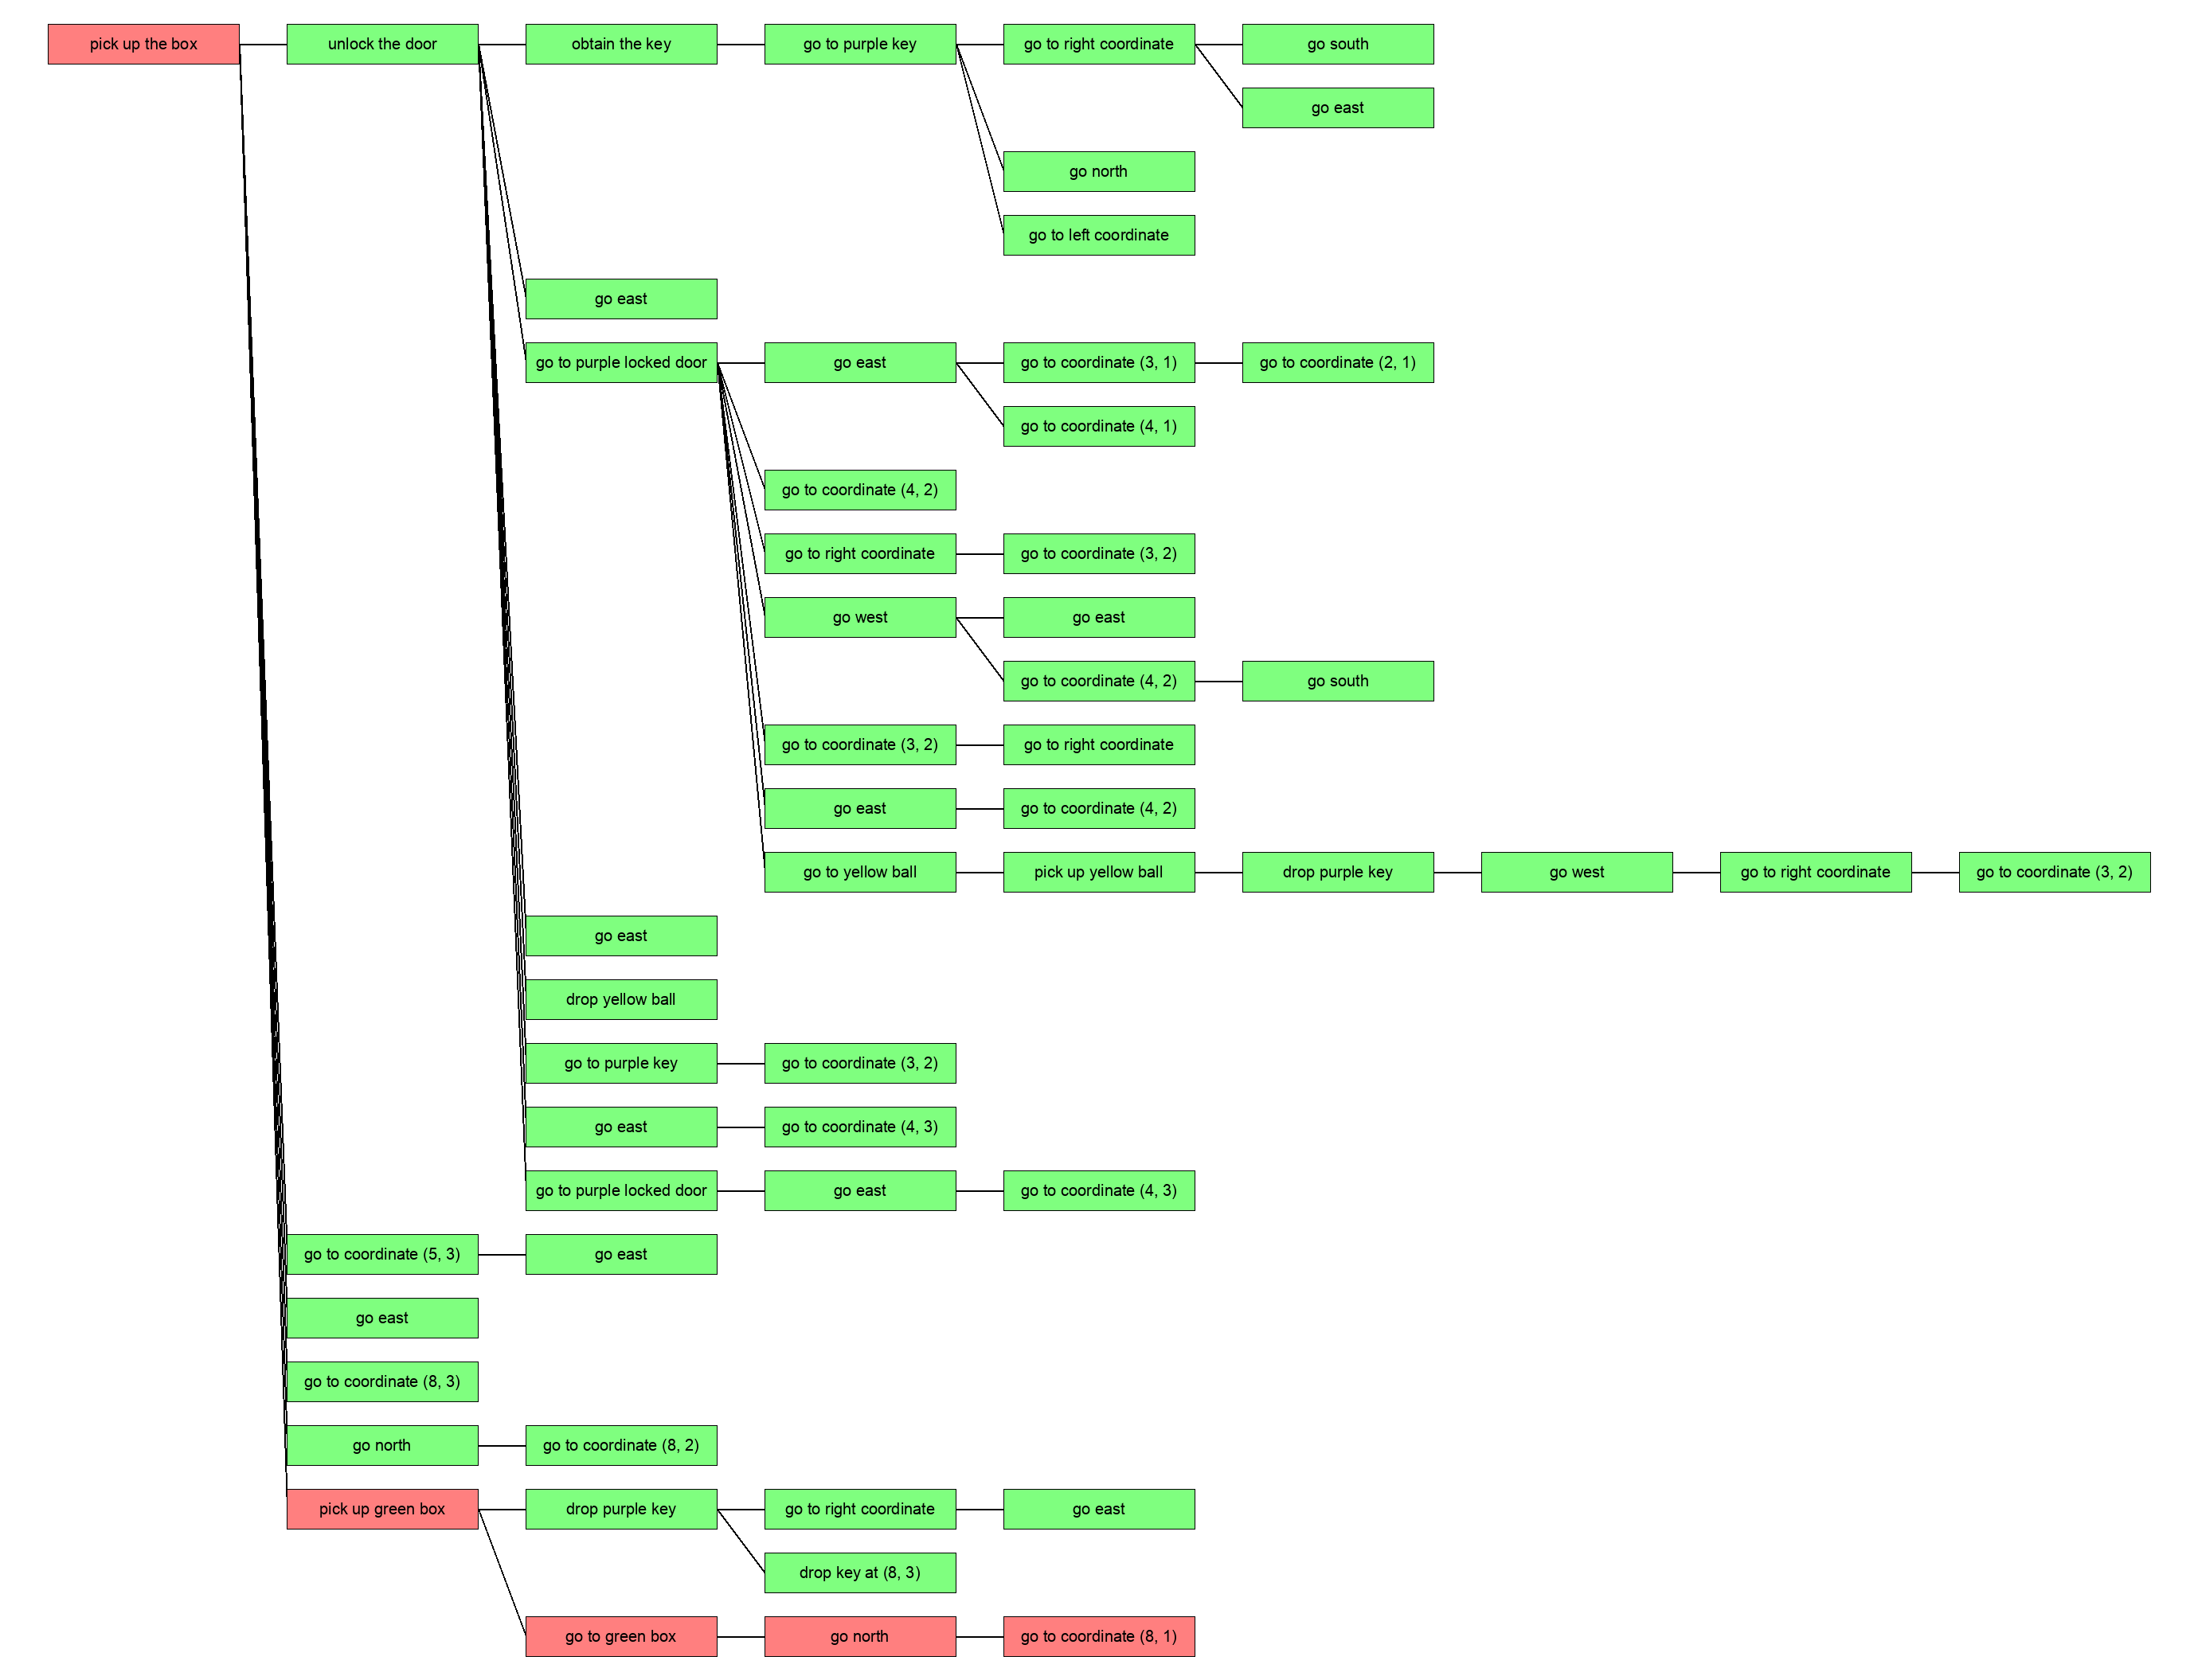 pick up the box
unlock the door
obtain the key
go to purple key
go to right coordinate
go south
go east
go north
go to left coordinate
go east
go to purple locked door
go east
go to coordinate (3, 1)
go to coordinate (2, 1)
go to coordinate (4, 1)
go to coordinate (4, 2)
go to right coordinate
go to coordinate (3, 2)
go west
go east
go to coordinate (4, 2)
go south
go to coordinate (3, 2)
go to right coordinate
go east
go to coordinate (4, 2)
go to yellow ball
pick up yellow ball
drop purple key
go west
go to right coordinate
go to coordinate (3, 2)
go east
drop yellow ball
go to purple key
go to coordinate (3, 2)
go east
go to coordinate (4, 3)
go to purple locked door
go east
go to coordinate (4, 3)
go to coordinate (5, 3)
go east
go east
go to coordinate (8, 3)
go north
go to coordinate (8, 2)
pick up green box
drop purple key
go to right coordinate
go east
drop key at (8, 3)
go to green box
go north
go to coordinate (8, 1)